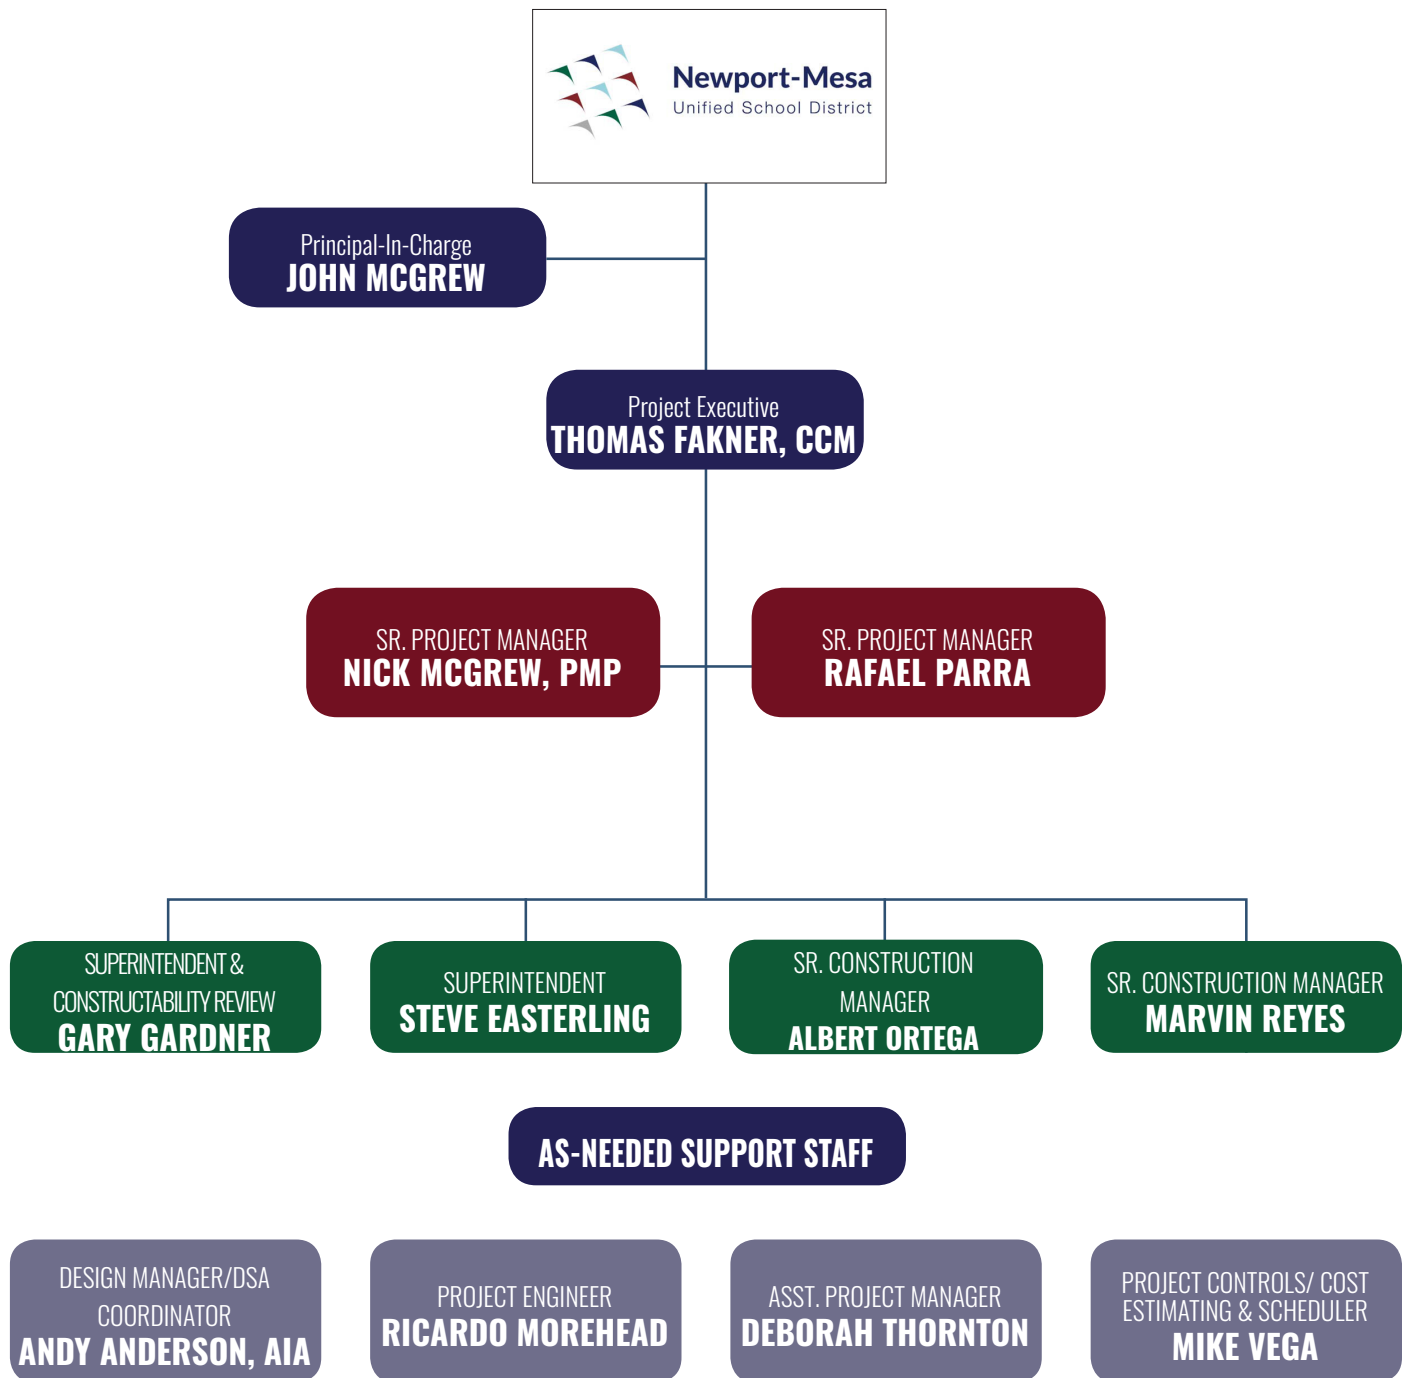 Newport-Mesa
Unified School District
Principal-In-Charge
JOHN MCGREW
Project Executive
THOMAS FAKNER, CCM
SR. PROJECT MANAGER
NICK MCGREW, PMP
SR. PROJECT MANAGER
RAFAEL PARRA
SUPERINTENDENT &
CONSTRUCTABILITY REVIEW
GARY GARDNER
SUPERINTENDENT
STEVE EASTERLING
SR. CONSTRUCTION
MANAGER
ALBERT ORTEGA
SR. CONSTRUCTION MANAGER
MARVIN REYES
AS-NEEDED SUPPORT STAFF
DESIGN MANAGER/DSA
COORDINATOR
ANDY ANDERSON, AIA
PROJECT ENGINEER
RICARDO MOREHEAD
ASST. PROJECT MANAGER
DEBORAH THORNTON
PROJECT CONTROLS/ COST
ESTIMATING & SCHEDULER
MIKE VEGA